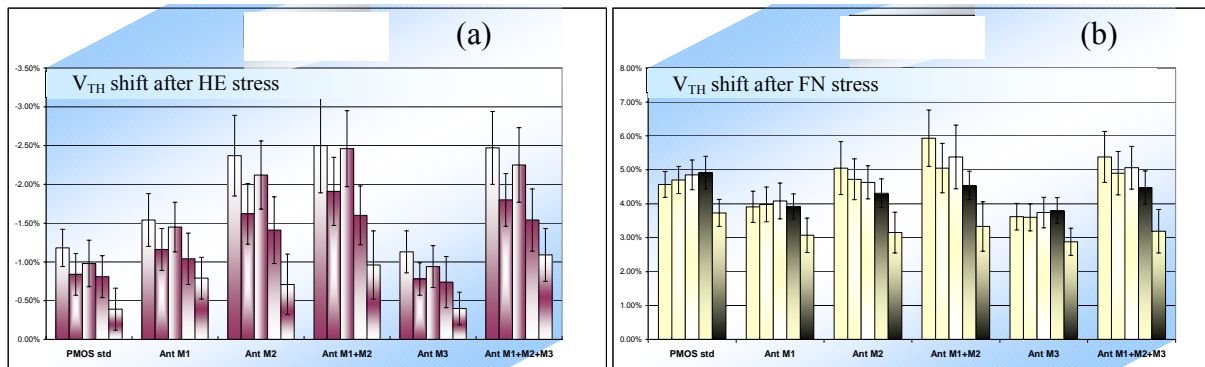 (a)
V_TH shift after HE stress
-3.50%
-3.00%
-2.50%
-2.00%
-1.50%
-1.00%
-0.50%
0.00%
PMOS std Ant M1 Ant M2 Ant M1+M2 Ant M3 Ant M1+M2+M3
(b)
8.00%
V_TH shift after FN stress
7.00%
6.00%
5.00%
4.00%
3.00%
2.00%
1.00%
0.00%
PMOS std Ant M1 Ant M2 Ant M1+M2 Ant M3 Ant M1+M2+M3